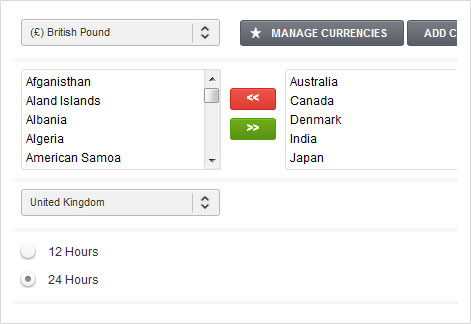 (£) British Pound
MANAGE CURRENCIES
ADD C
Afganisthan
Aland Islands
Albania
Algeria
American Samoa
<<
>>
Australia
Canada
Denmark
India
Japan
United Kingdom
12 Hours
24 Hours